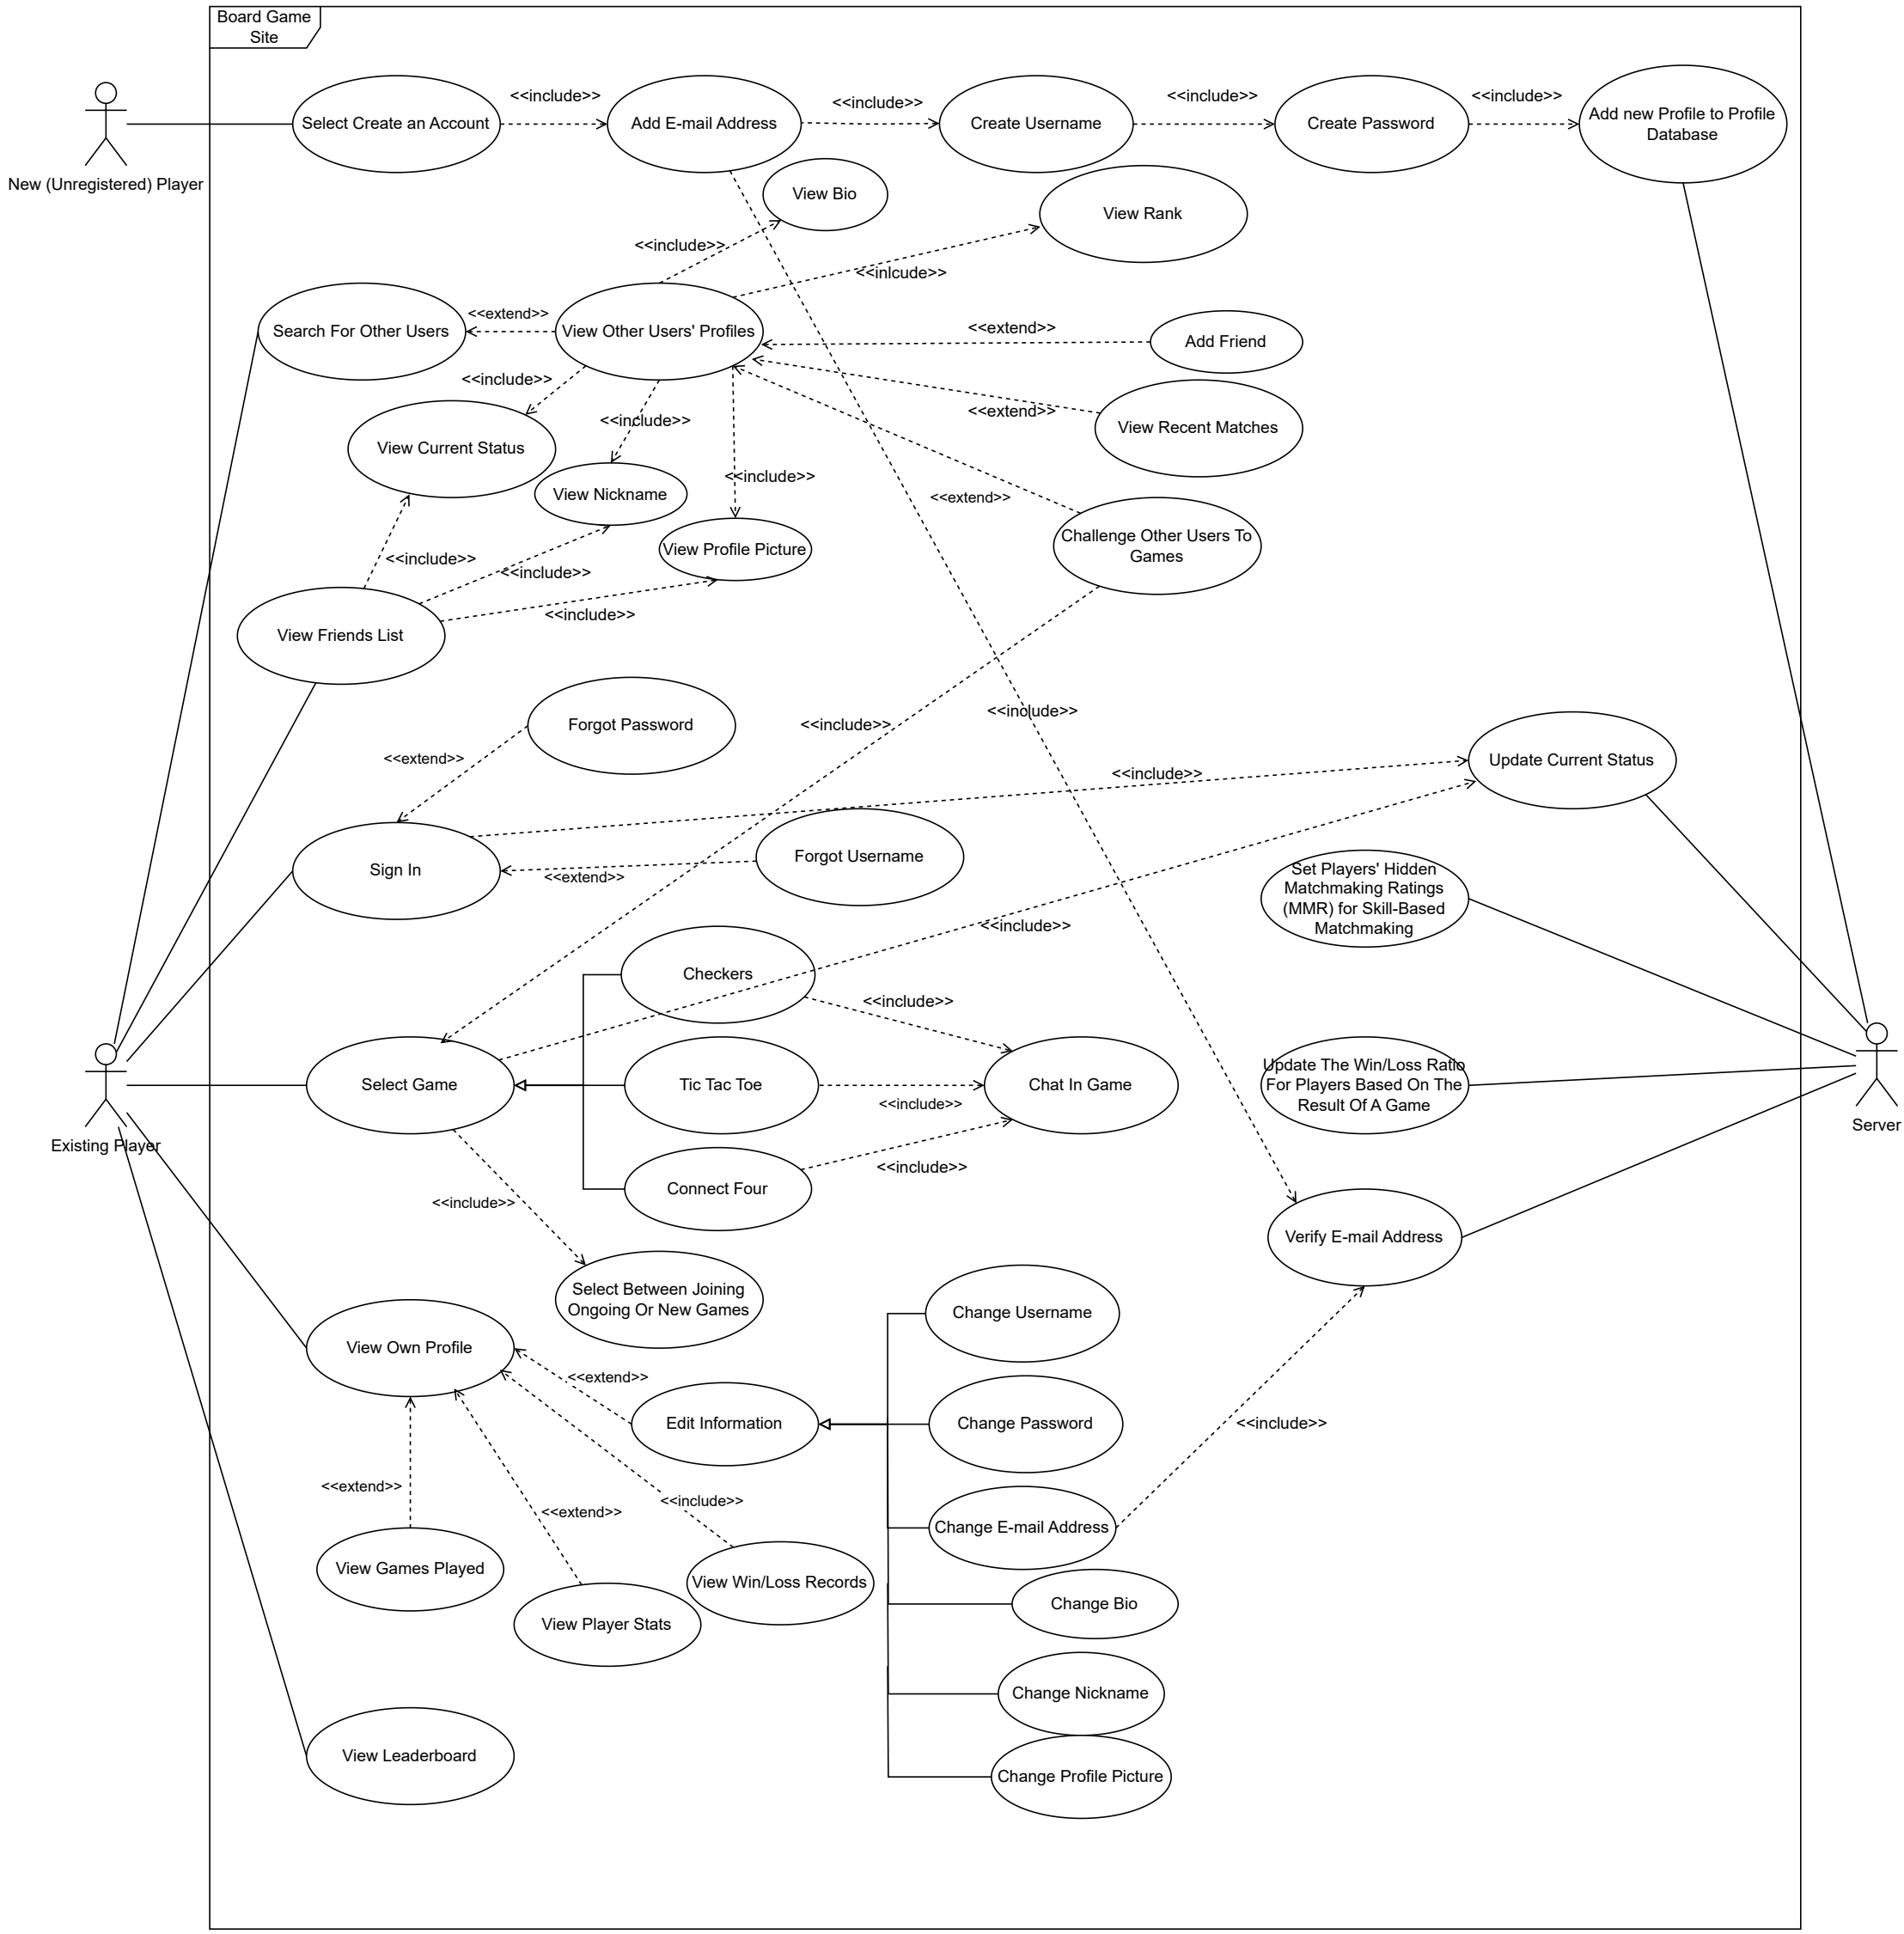 Board Game
Site
<<include>>
<<include>>
<<include>>
<<include>>
Select Create an Account
Add E-mail Address
Create Username
Create Password
Add new Profile to Profile
Database
New (Unregistered) Player
View Bio
View Rank
<<include>>
<<inlcude>>
Search For Other Users
<<extend>>
View Other Users' Profiles
<<extend>>
Add Friend
<<include>>
<<include>>
<<extend>>
View Recent Matches
View Current Status
<<include>>
View Nickname
<<extend>>
View Profile Picture
Challenge Other Users To
Games
<<include>>
<<include>>
<<include>>
View Friends List
Forgot Password
<<include>>
<<include>>
<<extend>>
<<include>>
Update Current Status
Sign In
<<extend>>
Forgot Username
Set Players' Hidden
Matchmaking Ratings
(MMR) for Skill-Based
Matchmaking
<<include>>
Checkers
<<include>>
Select Game
Tic Tac Toe
Chat In Game
<<include>>
Update The Win/Loss Ratio
For Players Based On The
Result Of A Game
Existing Player
Server
<<include>>
Connect Four
<<include>>
Verify E-mail Address
Select Between Joining
Ongoing Or New Games
Change Username
View Own Profile
<<extend>>
Edit Information
Change Password
<<include>>
<<extend>>
<<extend>>
<<include>>
Change E-mail Address
View Games Played
View Win/Loss Records
View Player Stats
Change Bio
Change Nickname
View Leaderboard
Change Profile Picture